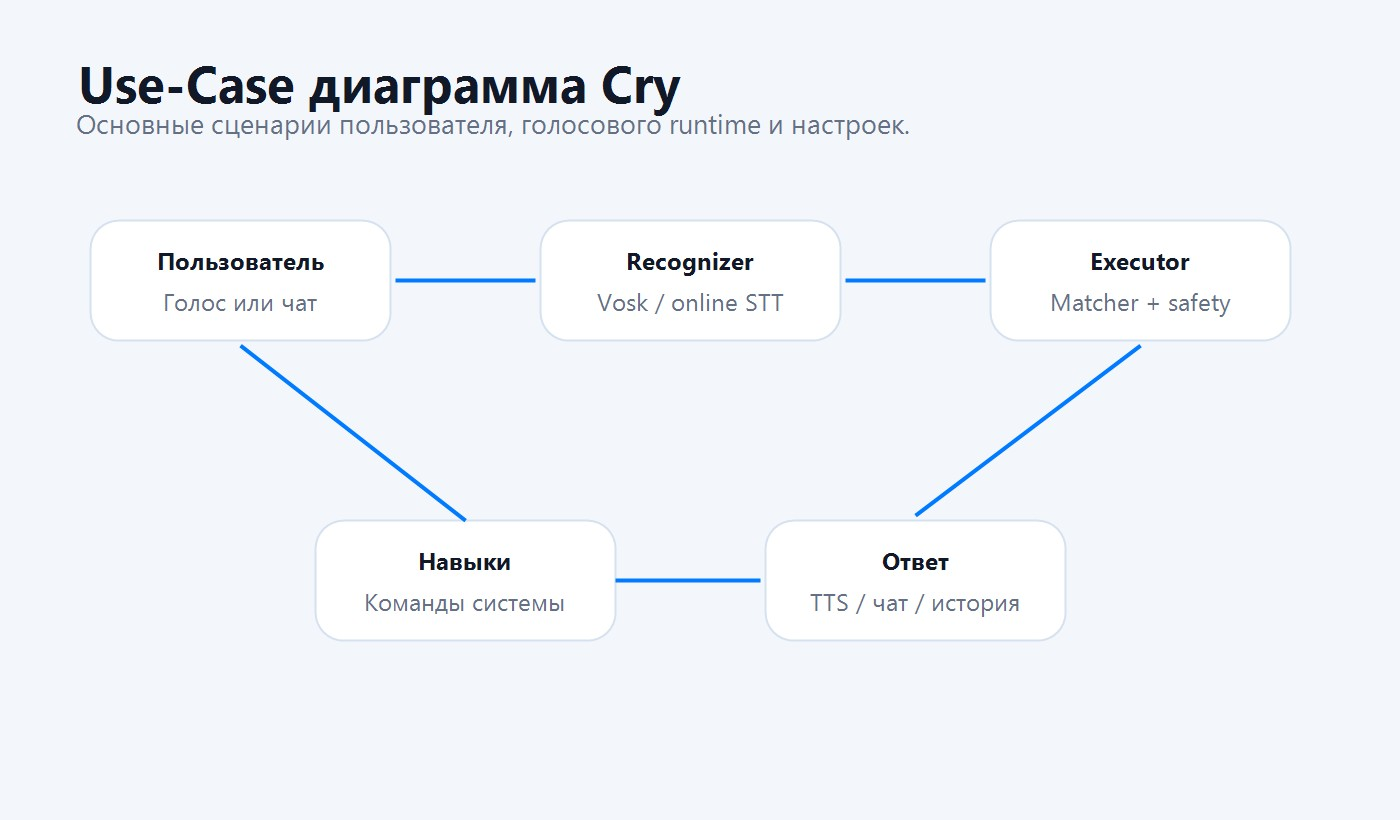 Use-Case диаграмма Cry
Основные сценарии пользователя, голосового runtime и настроек.
Пользователь
Голос или чат
Recognizer
Vosk / online STT
Executor
Matcher + safety
Навыки
Команды системы
Ответ
TTS / чат / история